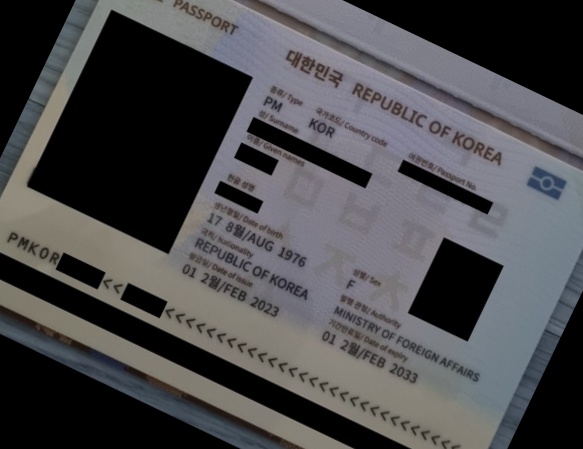 PASSPORT
대한민국 REPUBLIC OF KOREA
종류/ Type 국가코드/ Country code 여권번호/ Passport No.
PM KOR
성/ Surname
이름/ Given names
한글성명
생년월일/ Date of birth 성별/ Sex
17 8월/AUG 1976 F
국적/ Nationality 발행관청/ Authority
REPUBLIC OF KOREA MINISTRY OF FOREIGN AFFAIRS
발급일/ Date of issue 기간만료일/ Date of expiry
01 2월/FEB 2023 01 2월/FEB 2033
PMKOR << <<<<<<<<<<<<<<<<<<<<<<<<<<<<